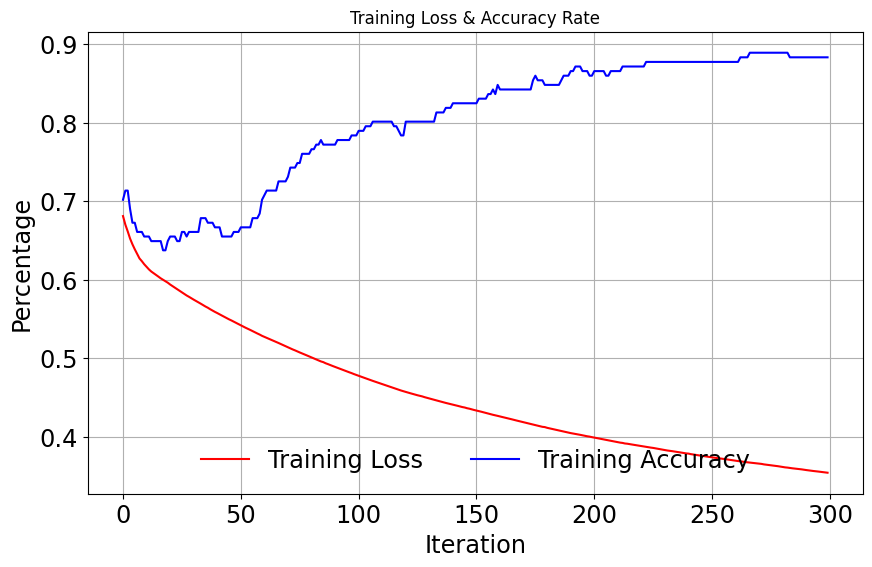 Training Loss & Accuracy Rate
Percentage
0.9
0.8
0.7
0.6
0.5
0.4
Training Loss Training Accuracy
0 50 100 150 200 250 300
Iteration